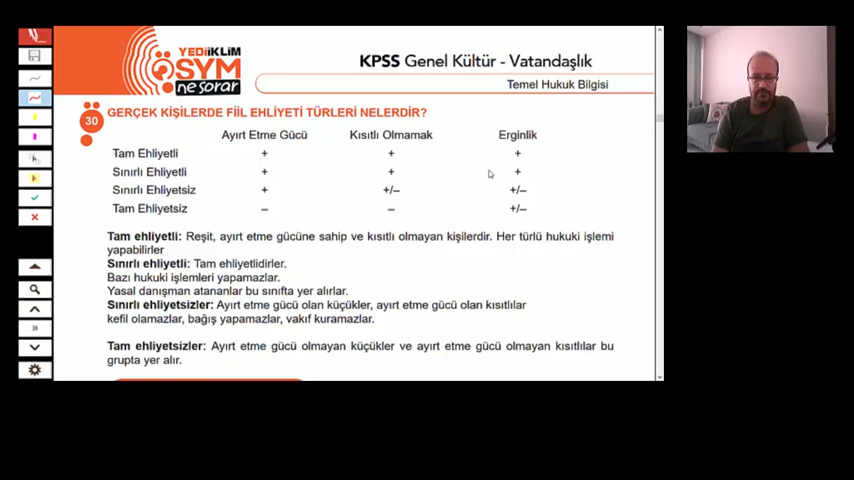 YEDİİKLİM
ÖSYM
ne sorar
KPSS Genel Kültür - Vatandaşlık
Temel Hukuk Bilgisi
30 GERÇEK KİŞİLERDE FİİL EHLİYETİ TÜRLERİ NELERDİR?
Ayırt Etme Gücü Kısıtlı Olmamak Erginlik
Tam Ehliyetli + + +
Sınırlı Ehliyetli + + +
Sınırlı Ehliyetsiz + +/– +/–
Tam Ehliyetsiz – – +/–
Tam ehliyetli: Reşit, ayırt etme gücüne sahip ve kısıtlı olmayan kişilerdir. Her türlü hukuki işlemi
yapabilirler
Sınırlı ehliyetli: Tam ehliyetlidirler.
Bazı hukuki işlemleri yapamazlar.
Yasal danışman atananlar bu sınıfta yer alırlar.
Sınırlı ehliyetsizler: Ayırt etme gücü olan küçükler, ayırt etme gücü olan kısıtlılar
kefil olamazlar, bağış yapamazlar, vakıf kuramazlar.
Tam ehliyetsizler: Ayırt etme gücü olmayan küçükler ve ayırt etme gücü olmayan kısıtlılar bu
grupta yer alır.